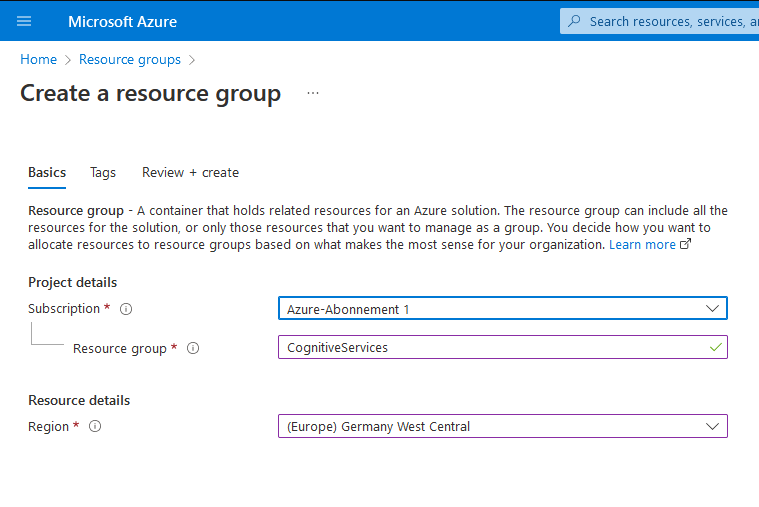 Microsoft Azure
Search resources, services, a
Home > Resource groups >
Create a resource group ...
Basics Tags Review + create
Resource group - A container that holds related resources for an Azure solution. The resource group can include all the
resources for the solution, or only those resources that you want to manage as a group. You decide how you want to
allocate resources to resource groups based on what makes the most sense for your organization. Learn more
Project details
Subscription * Azure-Abonnement 1
Resource group * CognitiveServices
Resource details
Region * (Europe) Germany West Central